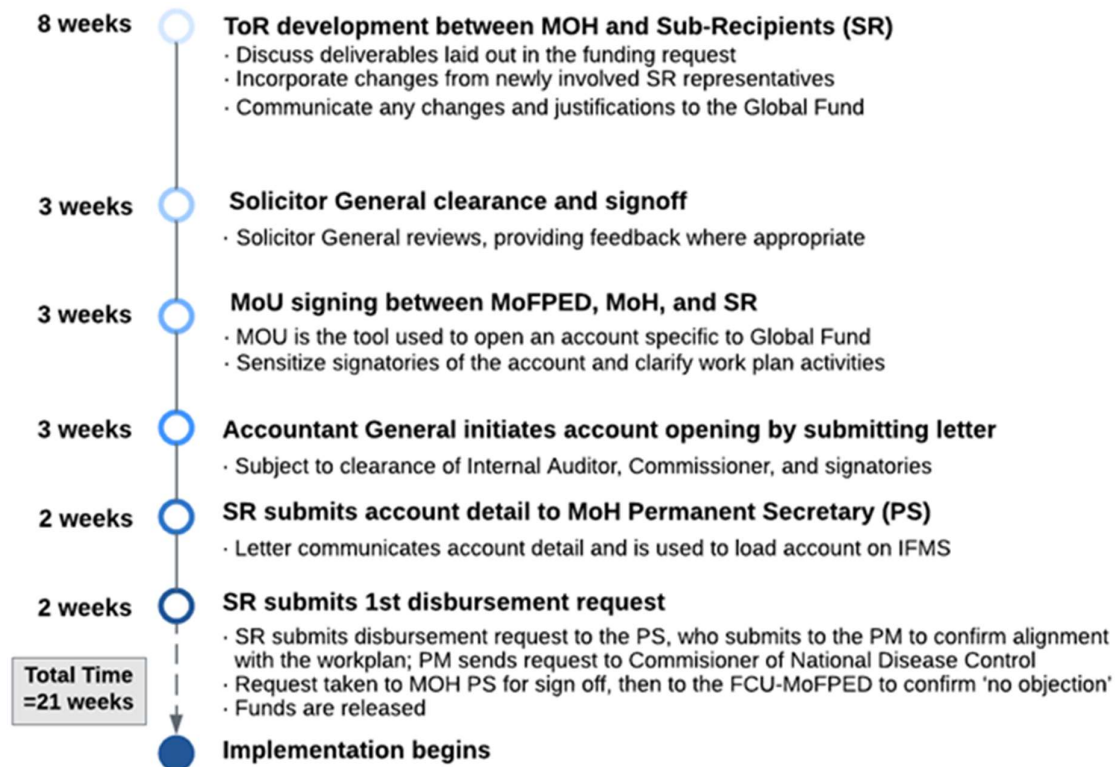 8 weeks
ToR development between MOH and Sub-Recipients (SR)
· Discuss deliverables laid out in the funding request
· Incorporate changes from newly involved SR representatives
· Communicate any changes and justifications to the Global Fund
3 weeks
Solicitor General clearance and signoff
· Solicitor General reviews, providing feedback where appropriate
3 weeks
MoU signing between MoFPED, MoH, and SR
· MOU is the tool used to open an account specific to Global Fund
· Sensitize signatories of the account and clarify work plan activities
3 weeks
Accountant General initiates account opening by submitting letter
· Subject to clearance of Internal Auditor, Commissioner, and signatories
2 weeks
SR submits account detail to MoH Permanent Secretary (PS)
· Letter communicates account detail and is used to load account on IFMS
2 weeks
SR submits 1st disbursement request
· SR submits disbursement request to the PS, who submits to the PM to confirm alignment
with the workplan; PM sends request to Commisioner of National Disease Control
· Request taken to MOH PS for sign off, then to the FCU-MoFPED to confirm ‘no objection’
· Funds are released
Total Time
=21 weeks
Implementation begins